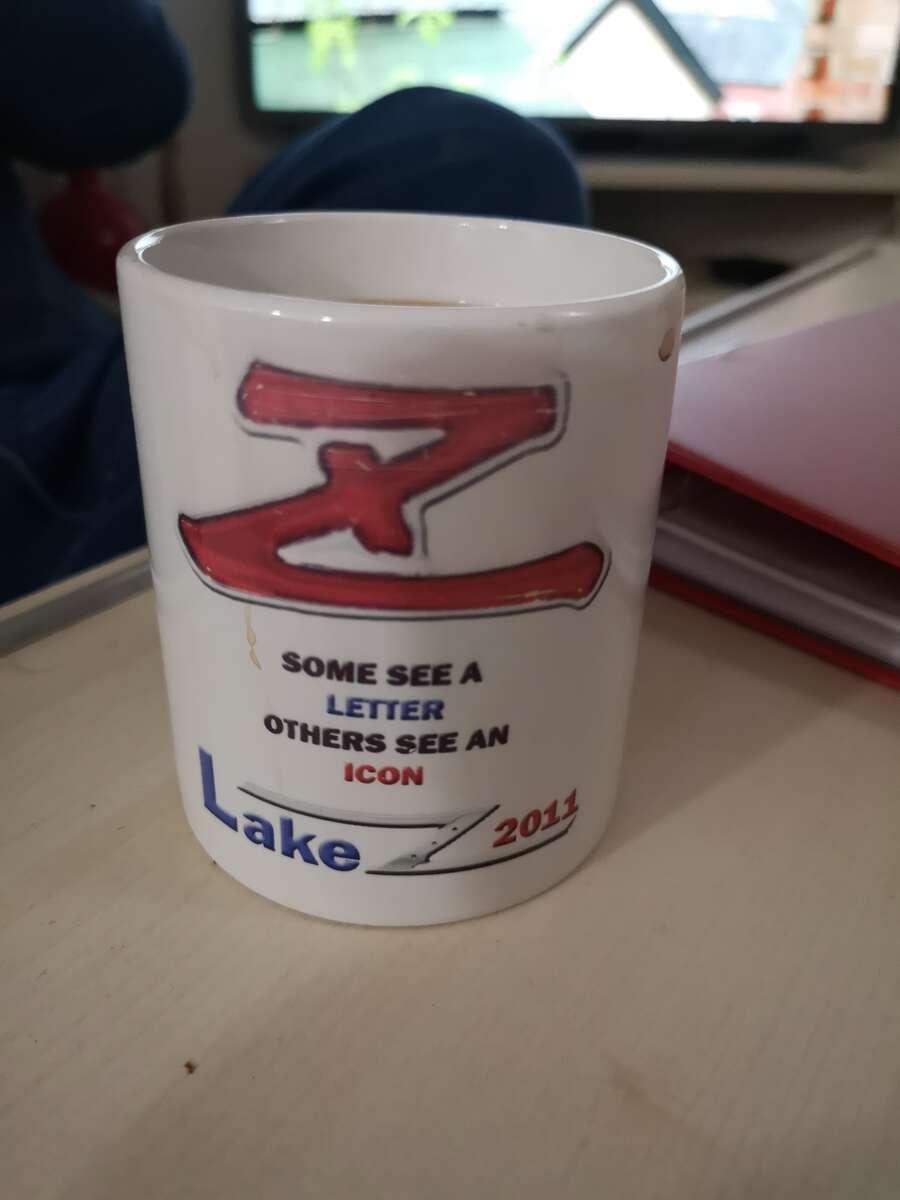 Z
SOME SEE A
LETTER
OTHERS SEE AN
ICON
Lake Z 2011